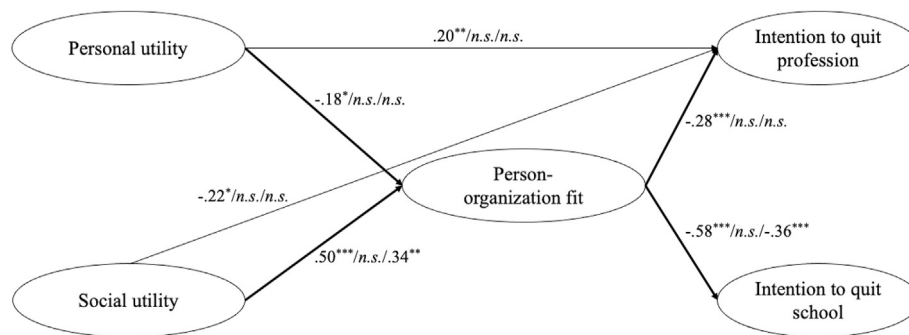 Personal utility
.20**/n.s./n.s.
Intention to quit
profession
-.18*/n.s./n.s.
-.28***/n.s./n.s.
Person-
organization fit
-.22*/n.s./n.s.
.50***/n.s./.34**
-.58***/n.s./-.36***
Social utility
Intention to quit
school